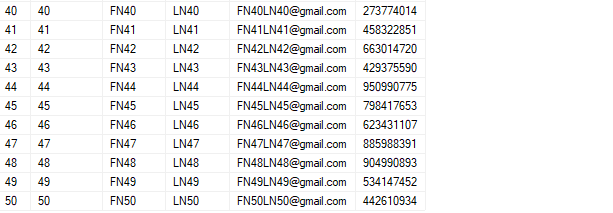 40 40 FN40 LN40 FN40LN40@gmail.com 273774014
41 41 FN41 LN41 FN41LN41@gmail.com 458322851
42 42 FN42 LN42 FN42LN42@gmail.com 663014720
43 43 FN43 LN43 FN43LN43@gmail.com 429375590
44 44 FN44 LN44 FN44LN44@gmail.com 950990775
45 45 FN45 LN45 FN45LN45@gmail.com 798417653
46 46 FN46 LN46 FN46LN46@gmail.com 623431107
47 47 FN47 LN47 FN47LN47@gmail.com 885988391
48 48 FN48 LN48 FN48LN48@gmail.com 904990893
49 49 FN49 LN49 FN49LN49@gmail.com 534147452
50 50 FN50 LN50 FN50LN50@gmail.com 442610934